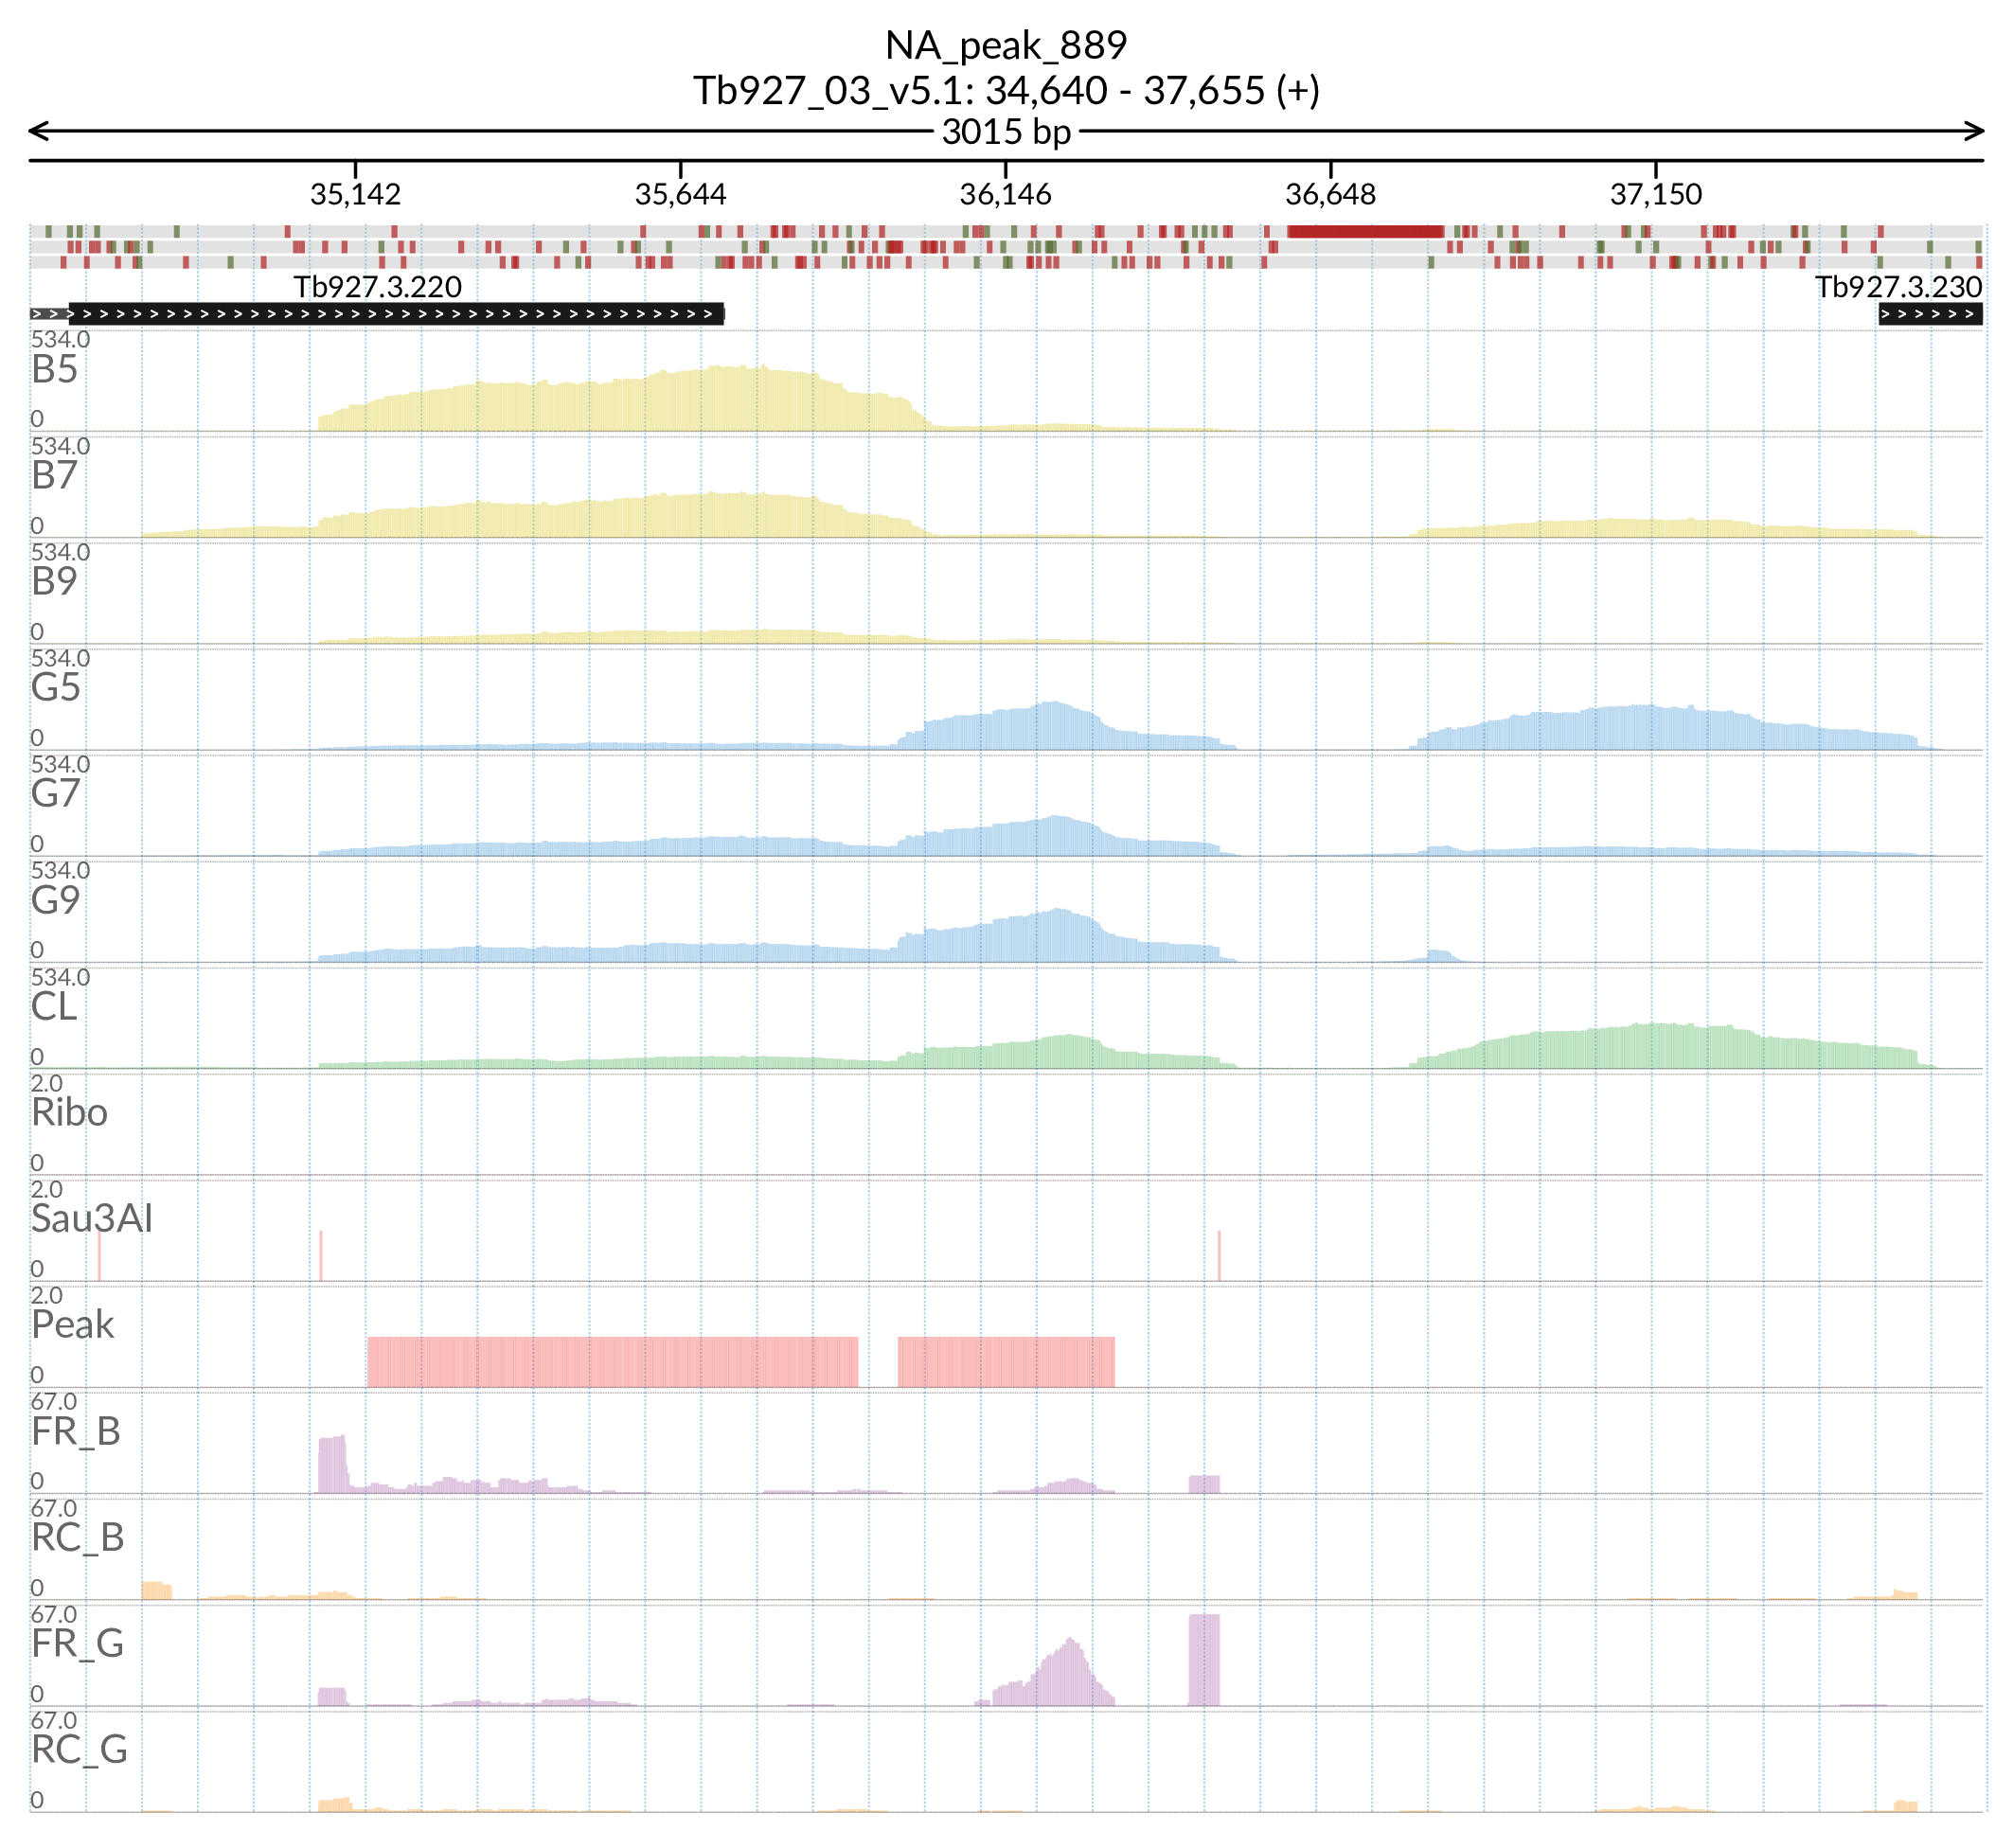 NA_peak_889
Tb927_03_v5.1: 34,640 - 37,655 (+)
3015 bp
35,142 35,644 36,146 36,648 37,150
Tb927.3.220 Tb927.3.230
534.0
B5
0
534.0
B7
0
534.0
B9
0
534.0
G5
0
534.0
G7
0
534.0
G9
0
534.0
CL
0
2.0
Ribo
0
2.0
Sau3AI
0
2.0
Peak
0
67.0
FR_B
0
67.0
RC_B
0
67.0
FR_G
0
67.0
RC_G
0